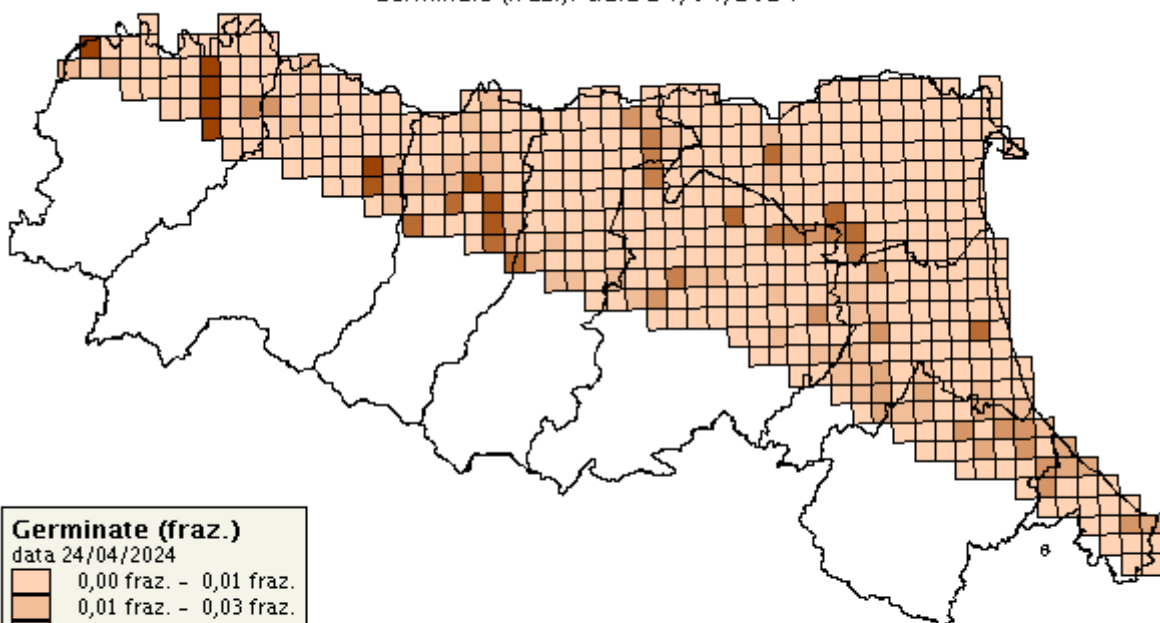 Germinate (fraz.)
data 24/04/2024
0,00 fraz. – 0,01 fraz.
0,01 fraz. – 0,03 fraz.